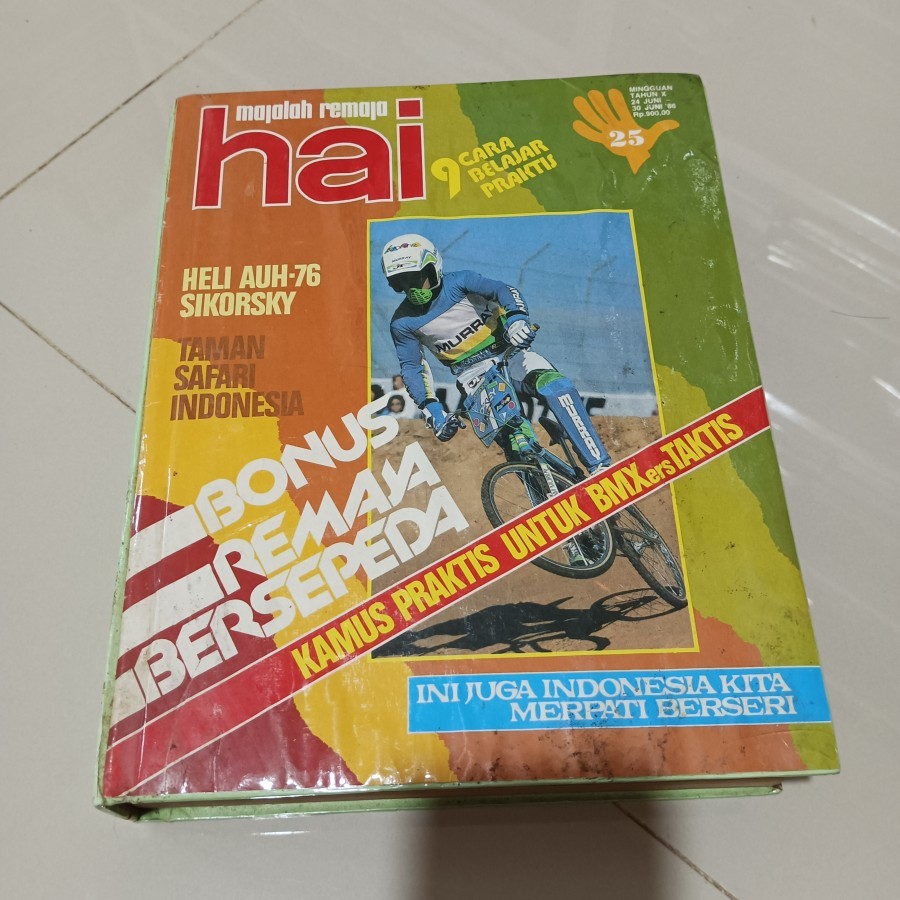 majalah remaja
hai
9 CARA
BELAJAR
PRAKTIS
MINGGUAN
TAHUN X
24 JUNI -
30 JUNI '86
Rp.900,00
25
HELI AUH-76
SIKORSKY
TAMAN
SAFARI
INDONESIA
MURRAY
MURRAY
BONUS
REMAJA
BERSEPEDA
KAMUS PRAKTIS UNTUK BMXers TAKTIS
INI JUGA INDONESIA KITA
MERPATI BERSERI